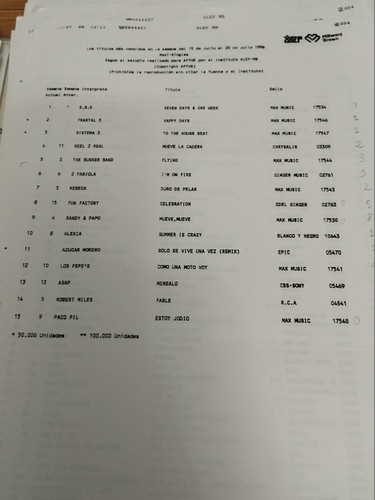 ALEF MB
Los títulos más vendidos en la semana del 15 de Julio al 20 de Julio 1996
Maxi-Singles
Según el estudio realizado para AFYVE por el instituto ALEF-MB
(Copyright AFYVE)
(Prohibida la reproducción sin citar la fuente y el instituto)
Semana Semana Interprete Título Sello
Actual Anter.
1 1 B.B.E SEVEN DAYS & ONE WEEK MAX MUSIC 17534
* 2 FRAKTAL 3 HAPPY DAYS MAX MUSIC 17546
* 3 SISTEMA 3 TO THE HOUSE BEAT MAX MUSIC 17547
4 11 REEL 2 REAL MUEVE LA CADERA CHRYSALIS 03309
5 2 THE BUSKER BAND FLYING MAX MUSIC 17544
6 6 2 FABIOLA I'M ON FIRE GINGER MUSIC 02761
7 3 REBECA DURO DE PELAR MAX MUSIC 17543
8 15 FUN FACTORY CELEBRATION EDEL GINGER 02763
9 4 SANDY & PAPO MUEVE,MUEVE MAX MUSIC 17530
10 8 ALEXIA SUMMER IS CRAZY BLANCO Y NEGRO 10643
* 11 AZUCAR MORENO SOLO SE VIVE UNA VEZ (REMIX) EPIC 05470
12 10 LOS PEPE'S COMO UNA MOTO VOY MAX MUSIC 17541
13 12 ASAP MENEALO CBS-SONY 05469
14 5 ROBERT MILES FABLE R.C.A 04541
15 9 PACO PIL ESTOY JODIO MAX MUSIC 17540
* 50.000 Unidades ** 100.000 Unidades